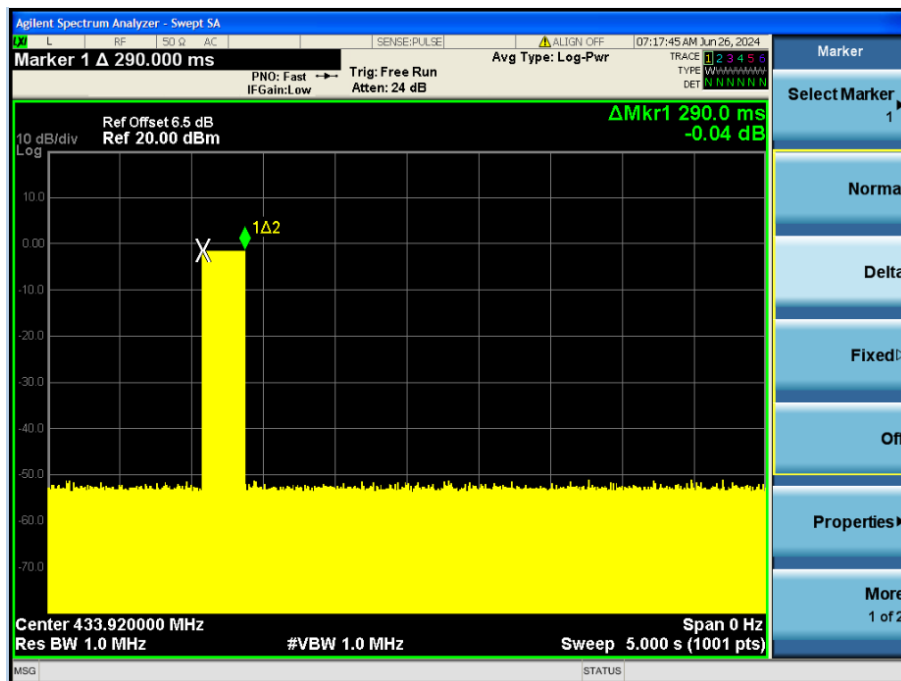 Agilent Spectrum Analyzer - Swept SA
LXI L RF 50 Ω AC SENSE:PULSE ALIGN OFF 07:17:45 AM Jun 26, 2024
Marker 1 Δ 290.000 ms
PNO: Fast
IFGain:Low
Trig: Free Run
Atten: 24 dB
Avg Type: Log-Pwr
TRACE 1 2 3 4 5 6
TYPE W
DET N N N N N N
ΔMkr1 290.0 ms
-0.04 dB
Ref Offset 6.5 dB
10 dB/div Ref 20.00 dBm
Log
10.0
0.00
-10.0
-20.0
-30.0
-40.0
-50.0
-60.0
-70.0
1Δ2
Center 433.920000 MHz Span 0 Hz
Res BW 1.0 MHz #VBW 1.0 MHz Sweep 5.000 s (1001 pts)
MSG STATUS
Marker
Select Marker
1
Norma
Delta
Fixed
Off
Properties
More
1 of 2